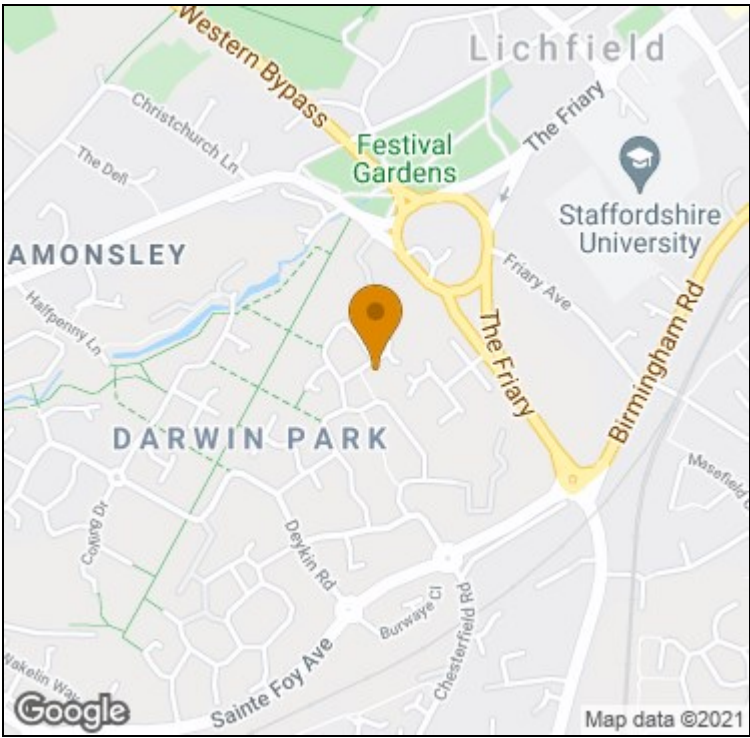 Western Bypass
Lichfield
Christchurch Ln
The Friary
Festival
Gardens
The Dell
Staffordshire
University
AMONSLEY
Friary Ave
Halfpenny Ln
The Friary
Birmingham Rd
DARWIN PARK
Masefield
Coxing Dr
Deykin Rd
Burwaye Cl
Chesterfield Rd
Wakelin Way
Sainte Foy Ave
Google
Map data ©2021